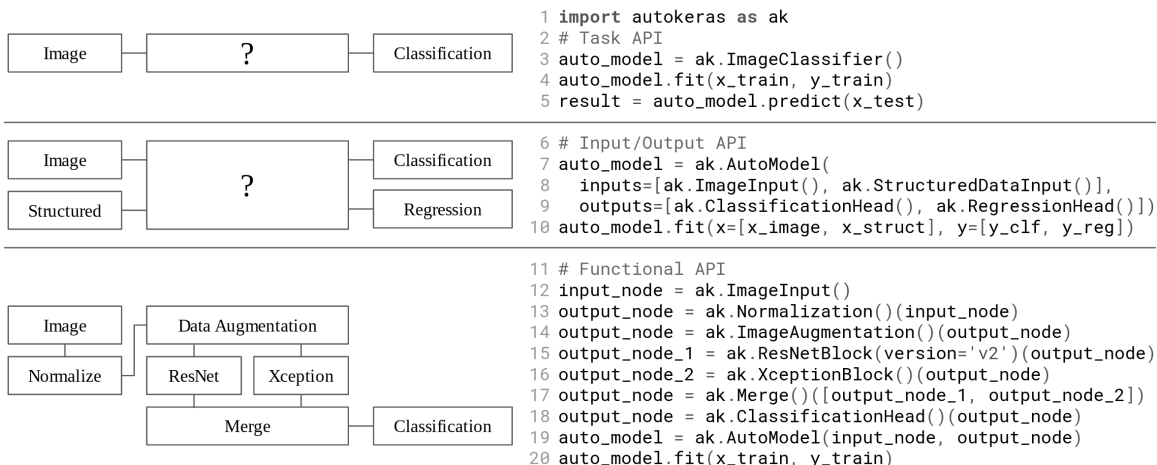 Image ? Classification
1 import autokeras as ak
2 # Task API
3 auto_model = ak.ImageClassifier()
4 auto_model.fit(x_train, y_train)
5 result = auto_model.predict(x_test)
Image ? Classification
Structured Regression
6 # Input/Output API
7 auto_model = ak.AutoModel(
8 inputs=[ak.ImageInput(), ak.StructuredDataInput()],
9 outputs=[ak.ClassificationHead(), ak.RegressionHead()])
10 auto_model.fit(x=[x_image, x_struct], y=[y_clf, y_reg])
Image Data Augmentation
Normalize ResNet Xception
Merge Classification
11 # Functional API
12 input_node = ak.ImageInput()
13 output_node = ak.Normalization()(input_node)
14 output_node = ak.ImageAugmentation()(output_node)
15 output_node_1 = ak.ResNetBlock(version='v2')(output_node)
16 output_node_2 = ak.XceptionBlock()(output_node)
17 output_node = ak.Merge()([output_node_1, output_node_2])
18 output_node = ak.ClassificationHead()(output_node)
19 auto_model = ak.AutoModel(input_node, output_node)
20 auto_model.fit(x_train, y_train)